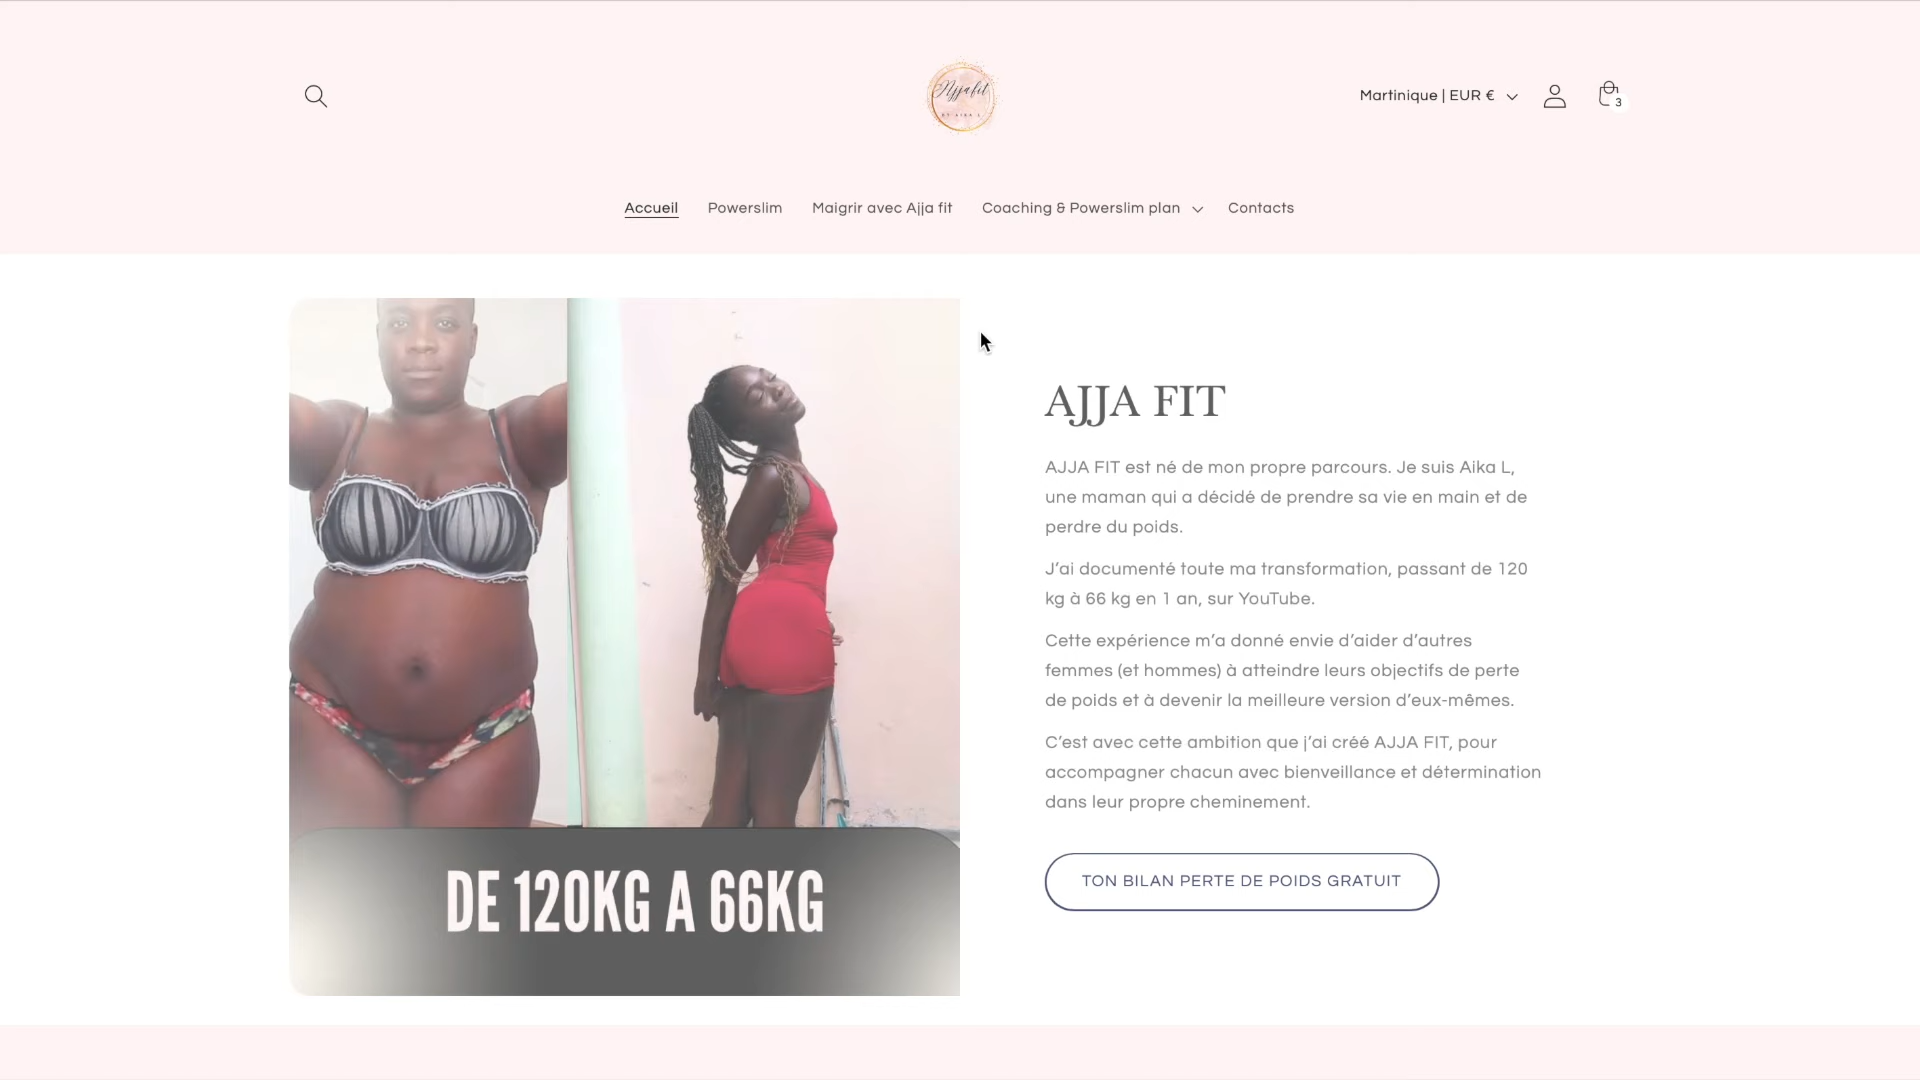 Ajjafit
BY AIKA L
Martinique | EUR €
3
Accueil
Powerslim
Maigrir avec Ajja fit
Coaching & Powerslim plan
Contacts
DE 120KG A 66KG
AJJA FIT
AJJA FIT est né de mon propre parcours. Je suis Aika L,
une maman qui a décidé de prendre sa vie en main et de
perdre du poids.
J’ai documenté toute ma transformation, passant de 120
kg à 66 kg en 1 an, sur YouTube.
Cette expérience m’a donné envie d’aider d’autres
femmes (et hommes) à atteindre leurs objectifs de perte
de poids et à devenir la meilleure version d’eux-mêmes.
C’est avec cette ambition que j’ai créé AJJA FIT, pour
accompagner chacun avec bienveillance et détermination
dans leur propre cheminement.
TON BILAN PERTE DE POIDS GRATUIT